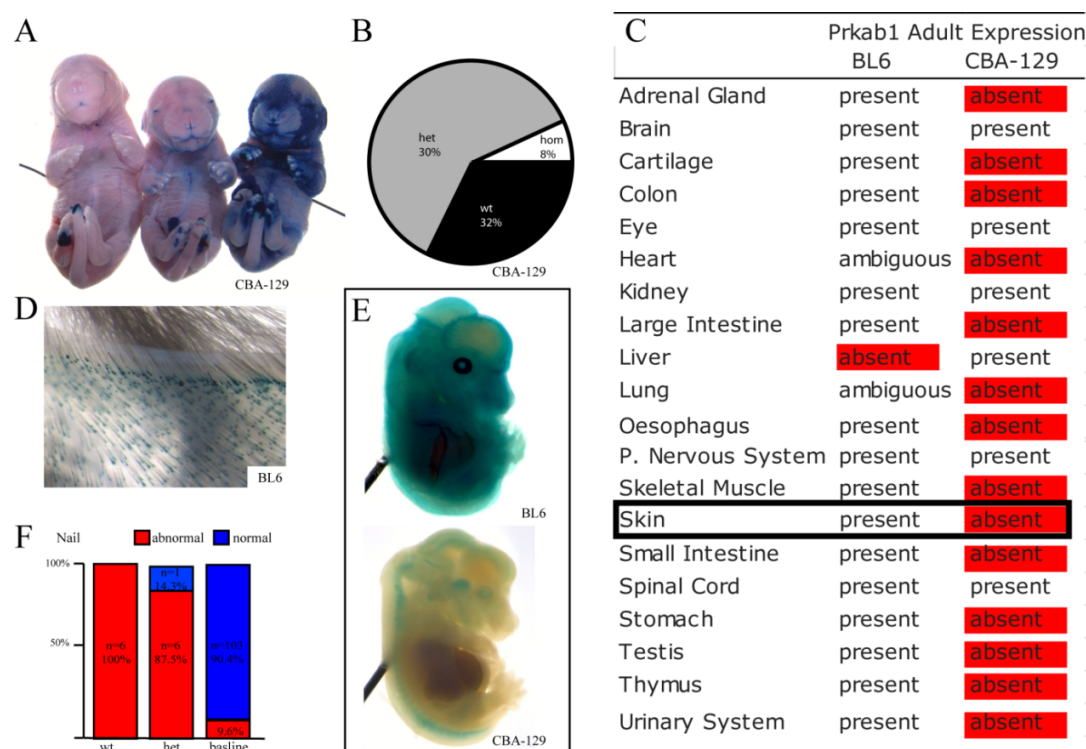 A
CBA-129
B
het
30%
hom
8%
wt
32%
CBA-129
C
Prkab1 Adult Expression
BL6 CBA-129
Adrenal Gland present absent
Brain present present
Cartilage present absent
Colon present absent
Eye present present
Heart ambiguous absent
Kidney present present
Large Intestine present absent
Liver absent present
Lung ambiguous absent
Oesophagus present absent
P. Nervous System present present
Skeletal Muscle present absent
Skin present absent
Small Intestine present absent
Spinal Cord present present
Stomach present absent
Testis present absent
Thymus present absent
Urinary System present absent
D
BL6
E
BL6
CBA-129
F
Nail abnormal normal
100%
50%
n=6
100%
n=1
14.3%
n=6
87.5%
n=103
90.4%
9.6%
wt het basline